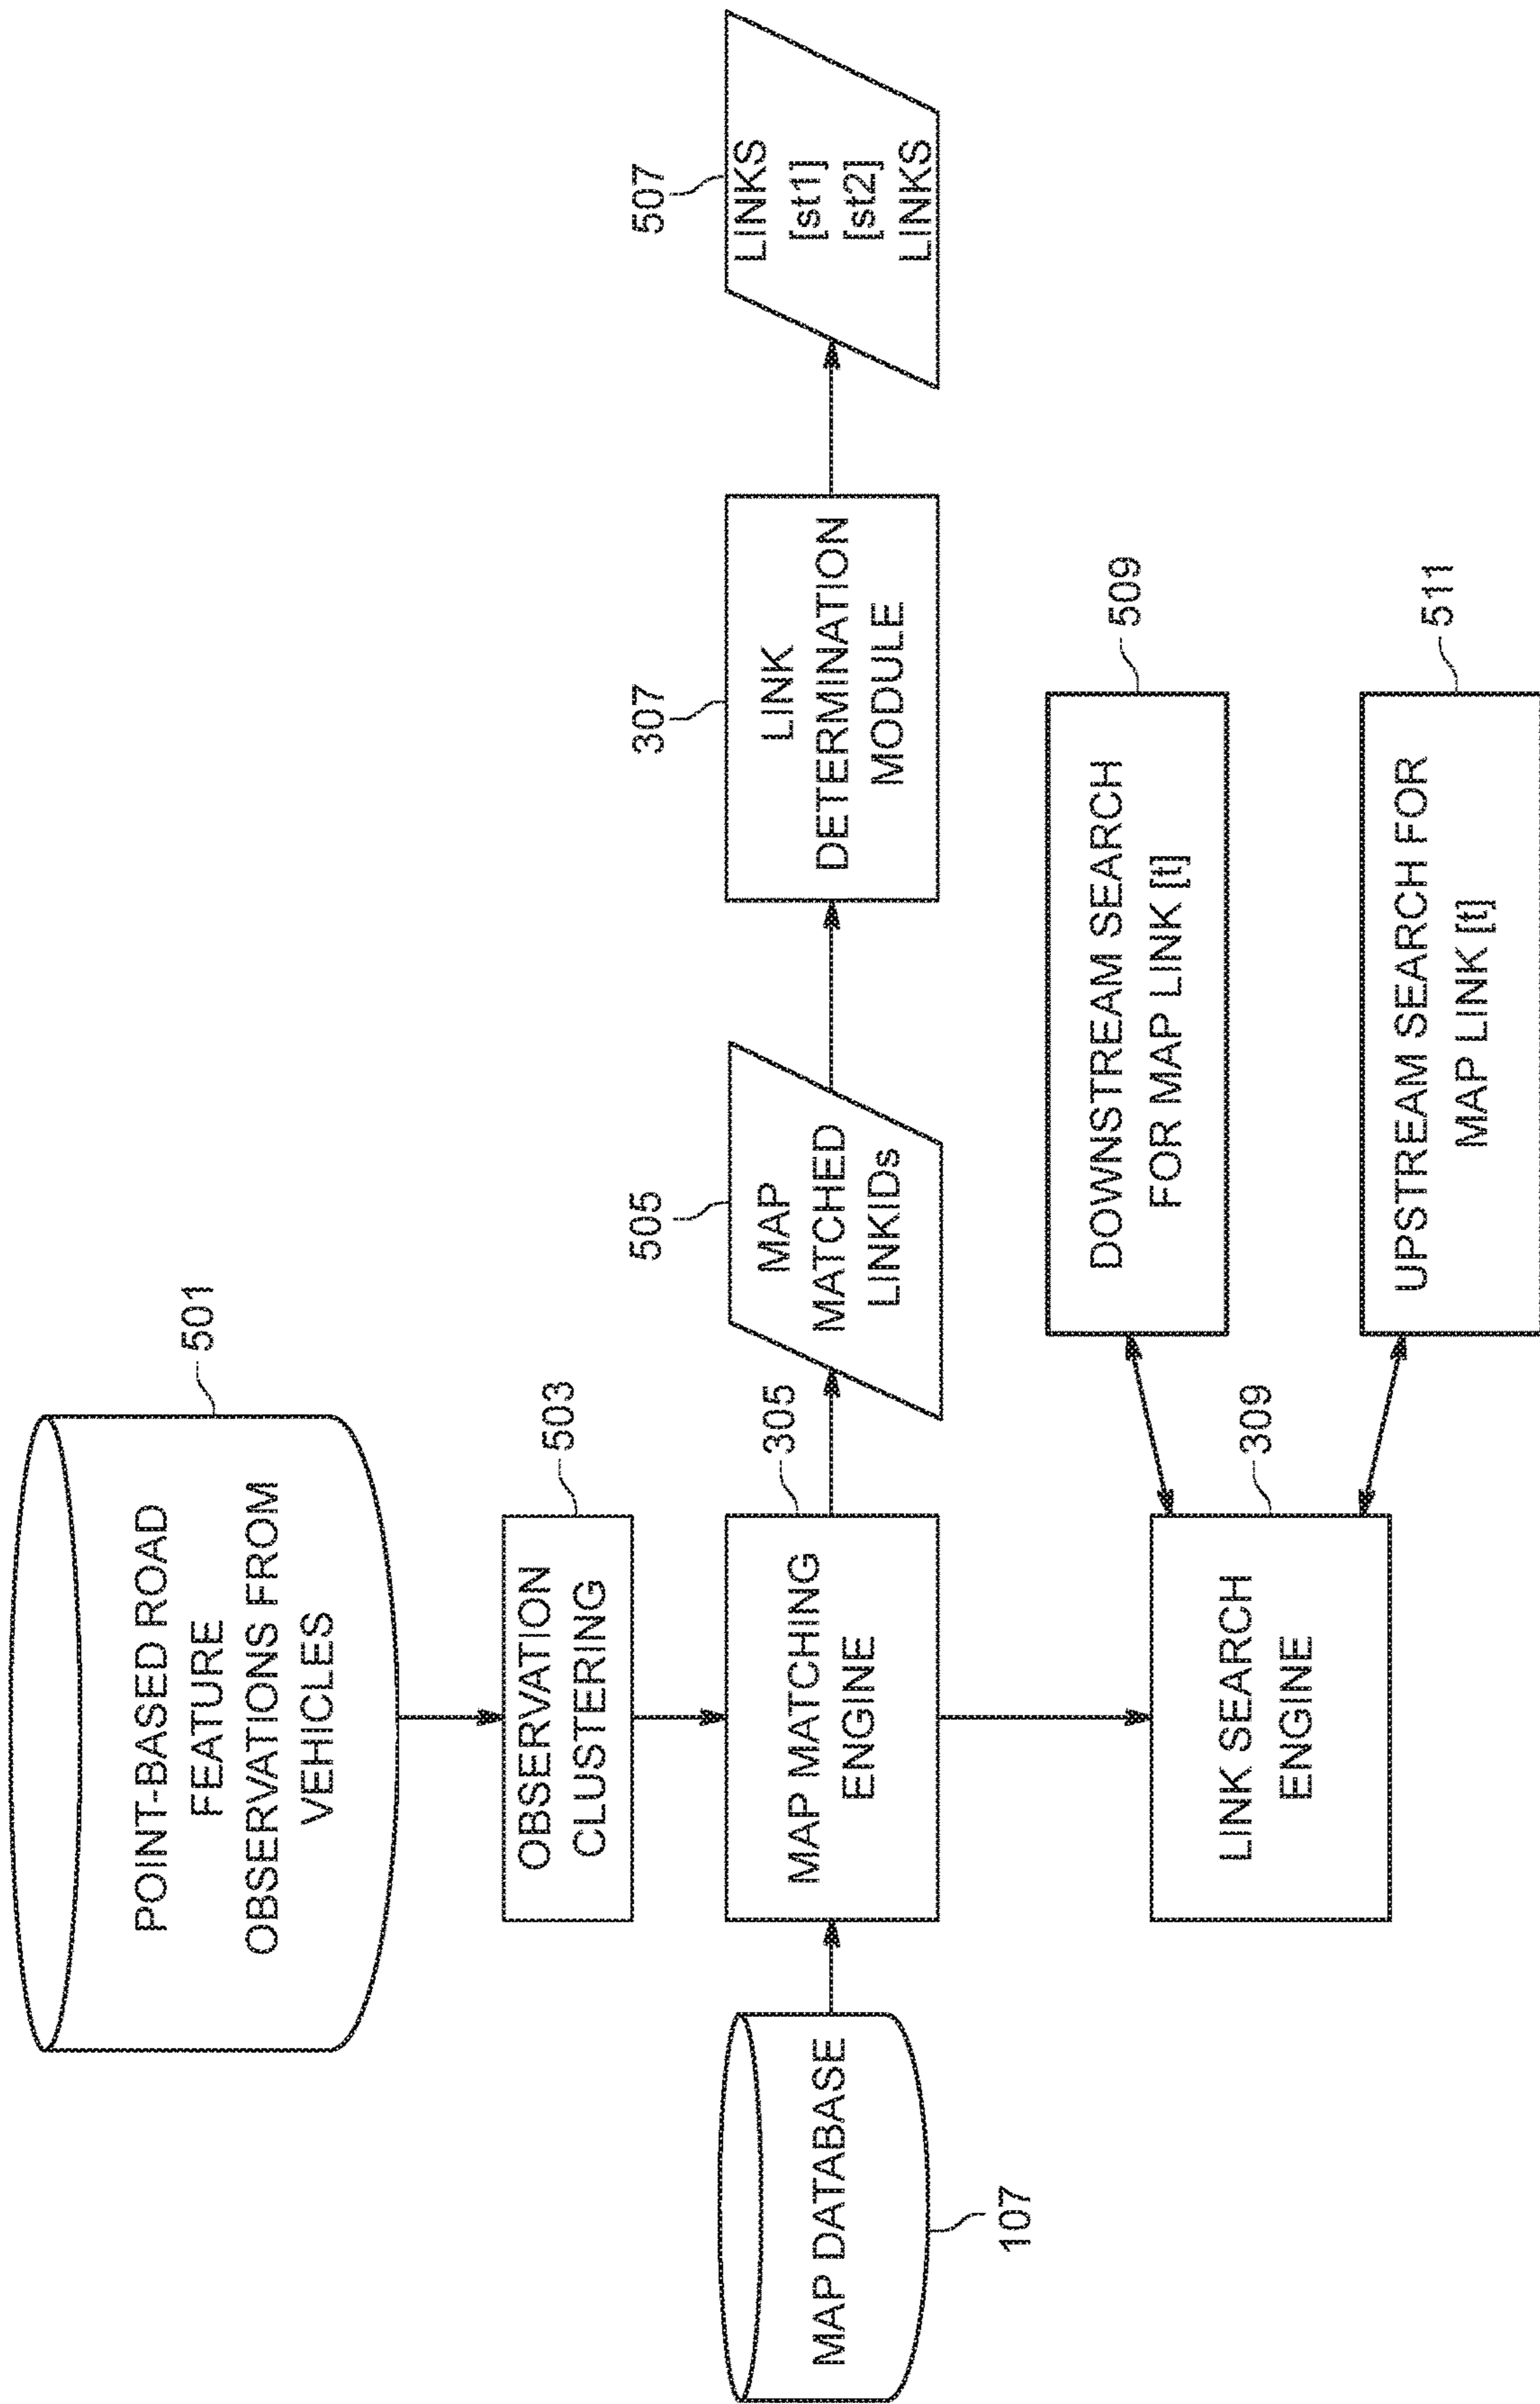 501
POINT-BASED ROAD
FEATURE
OBSERVATIONS FROM
VEHICLES
503
OBSERVATION
CLUSTERING
MAP DATABASE
107
305
MAP MATCHING
ENGINE
505
MAP
MATCHED
LINKIDs
307
LINK
DETERMINATION
MODULE
507
LINKS
[st1]
[st2]
LINKS
309
LINK SEARCH
ENGINE
509
DOWNSTREAM SEARCH
FOR MAP LINK [t]
511
UPSTREAM SEARCH FOR
MAP LINK [t]